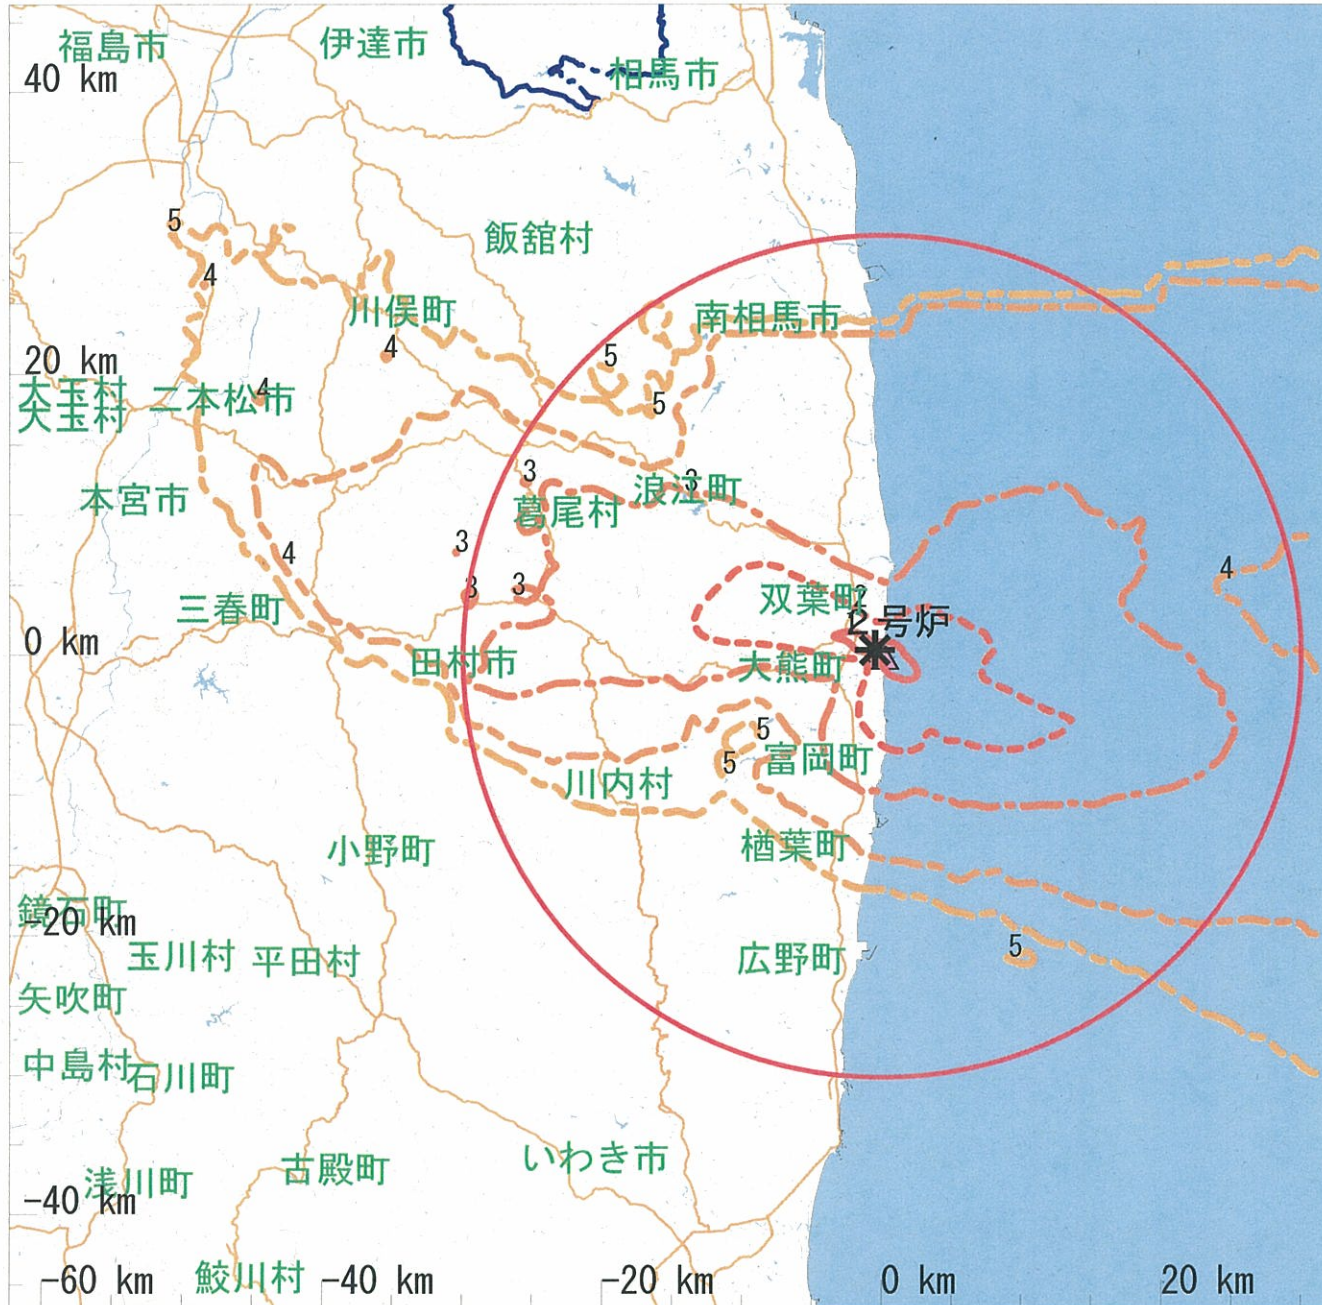 福島市
伊達市
相馬市
40 km
5
飯舘村
4
川俣町
南相馬市
4
5
20 km
大玉村
二本松市
4
5
大玉村
3
3
本宮市
葛尾村
浪江町
3
4
3
3
双葉町
三春町
2号炉
0 km
田村市
大熊町
4
5
5
富岡町
川内村
小野町
楢葉町
鏡石町
-20 km
玉川村
平田村
広野町
5
矢吹町
中島村
石川町
いわき市
古殿町
浅川町
-40 km
鮫川村
-60 km
-40 km
-20 km
0 km
20 km